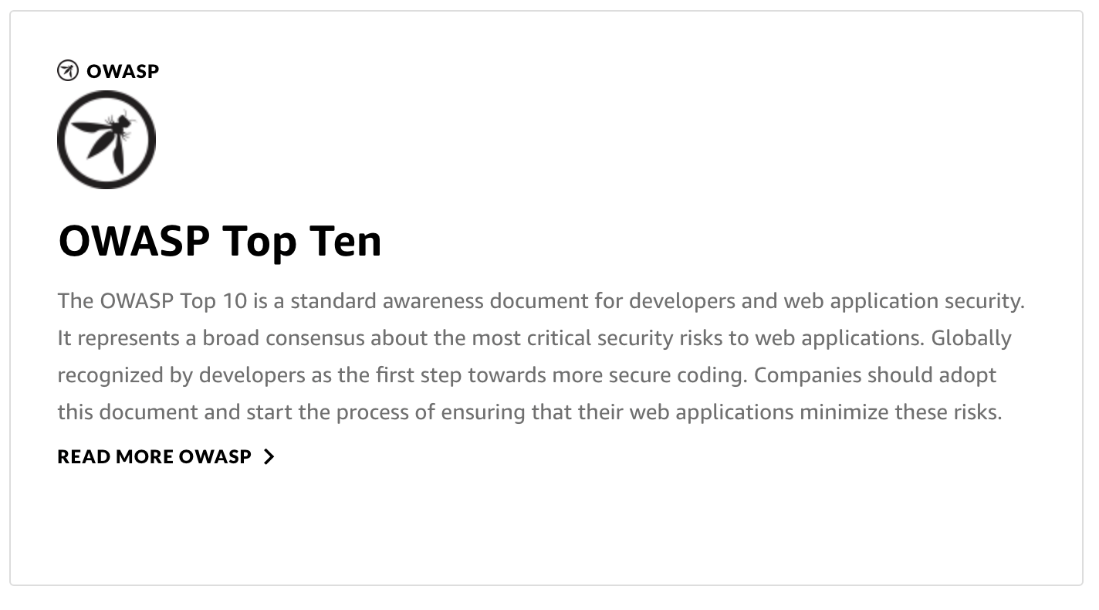 OWASP
OWASP Top Ten
The OWASP Top 10 is a standard awareness document for developers and web application security.
It represents a broad consensus about the most critical security risks to web applications. Globally
recognized by developers as the first step towards more secure coding. Companies should adopt
this document and start the process of ensuring that their web applications minimize these risks.
READ MORE OWASP